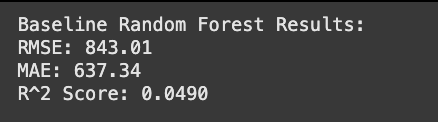 Baseline Random Forest Results:
RMSE: 843.01
MAE: 637.34
R^2 Score: 0.0490